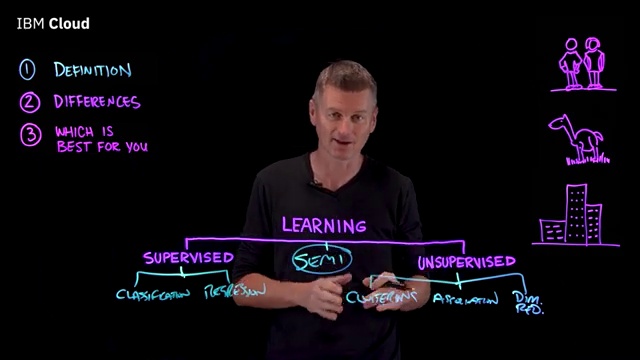 IBM Cloud
① DEFINITION
② DIFFERENCES
③ WHICH IS
BEST FOR YOU
LEARNING
SUPERVISED SEMI UNSUPERVISED
CLASSIFICATION REGRESSION CLUSTERING ASSOCIATION DIM.
RED.